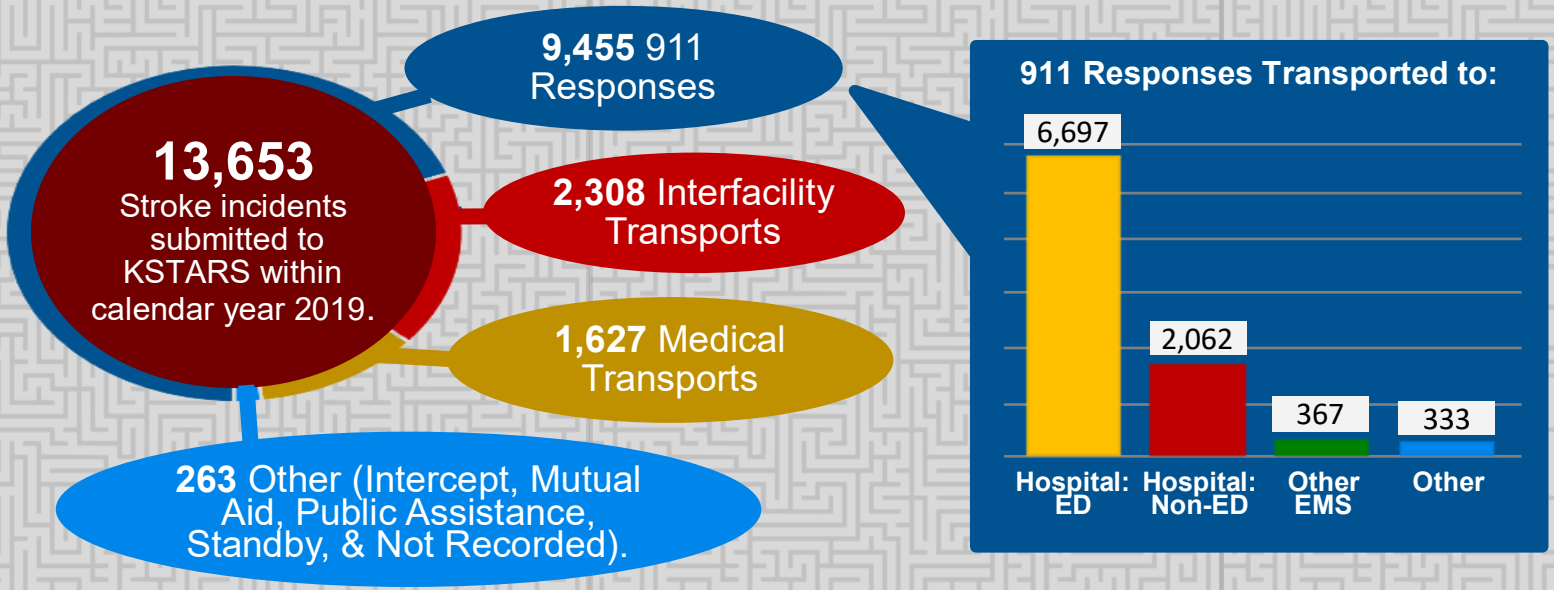 13,653
Stroke incidents
submitted to
KSTARS within
calendar year 2019.
9,455 911
Responses
2,308 Interfacility
Transports
1,627 Medical
Transports
263 Other (Intercept, Mutual
Aid, Public Assistance,
Standby, & Not Recorded).
911 Responses Transported to:
6,697
2,062
367
333
Hospital:
ED
Hospital:
Non-ED
Other
EMS
Other